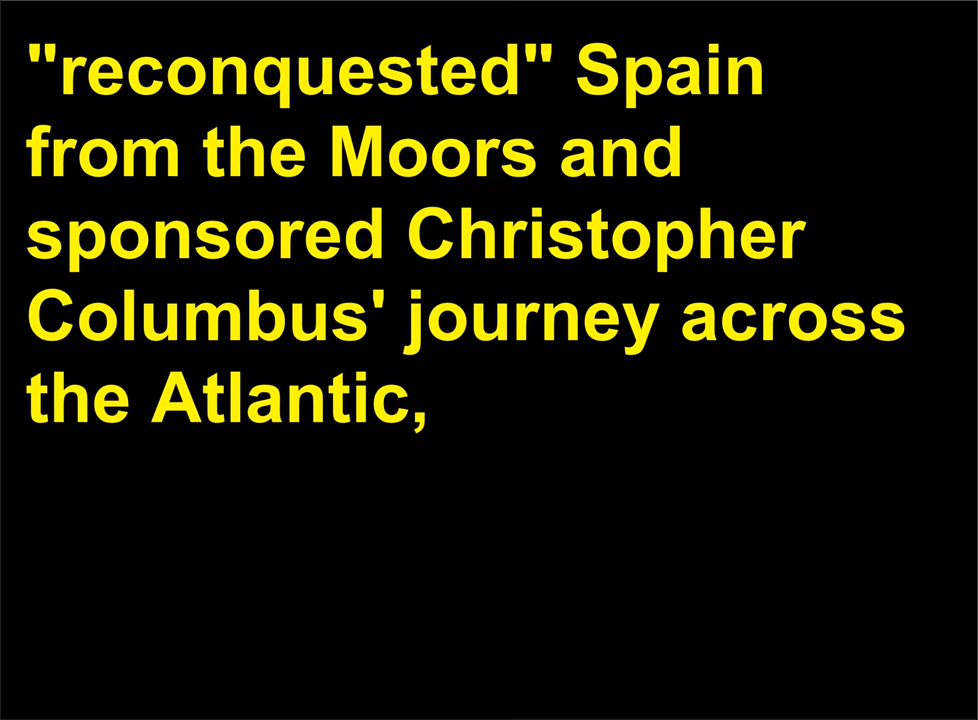 "reconquested" Spain
from the Moors and
sponsored Christopher
Columbus' journey across
the Atlantic,